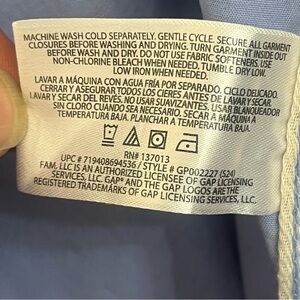 MACHINE WASH COLD SEPARATELY. GENTLE CYCLE. SECURE ALL GARMENT
CLOSURES BEFORE WASHING AND DRYING. TURN GARMENT INSIDE OUT
BEFORE WASH AND DRY. DO NOT USE FABRIC SOFTENERS. USE
NON-CHLORINE BLEACH WHEN NEEDED. TUMBLE DRY LOW.
LOW IRON WHEN NEEDED.
LAVAR A MÁQUINA CON AGUA FRÍA POR SEPARADO. CICLO DELICADO.
CERRAR Y ASEGURAR TODOS LOS CIERRES ANTES DE LAVAR Y SECAR.
LAVAR Y SECAR DEL REVÉS. NO USAR SUAVIZANTES. USAR BLANQUEADOR
SIN CLORO CUANDO SEA NECESARIO. SECAR A MÁQUINA A
TEMPERATURA BAJA. PLANCHAR A TEMPERATURA BAJA.
RN# 137013
UPC # 719408694536 / STYLE # GP002227 (S24)
FAM, LLC IS AN AUTHORIZED LICENSEE OF GAP LICENSING
SERVICES, LLC. GAP® AND THE GAP LOGOS ARE THE
REGISTERED TRADEMARKS OF GAP LICENSING SERVICES, LLC.